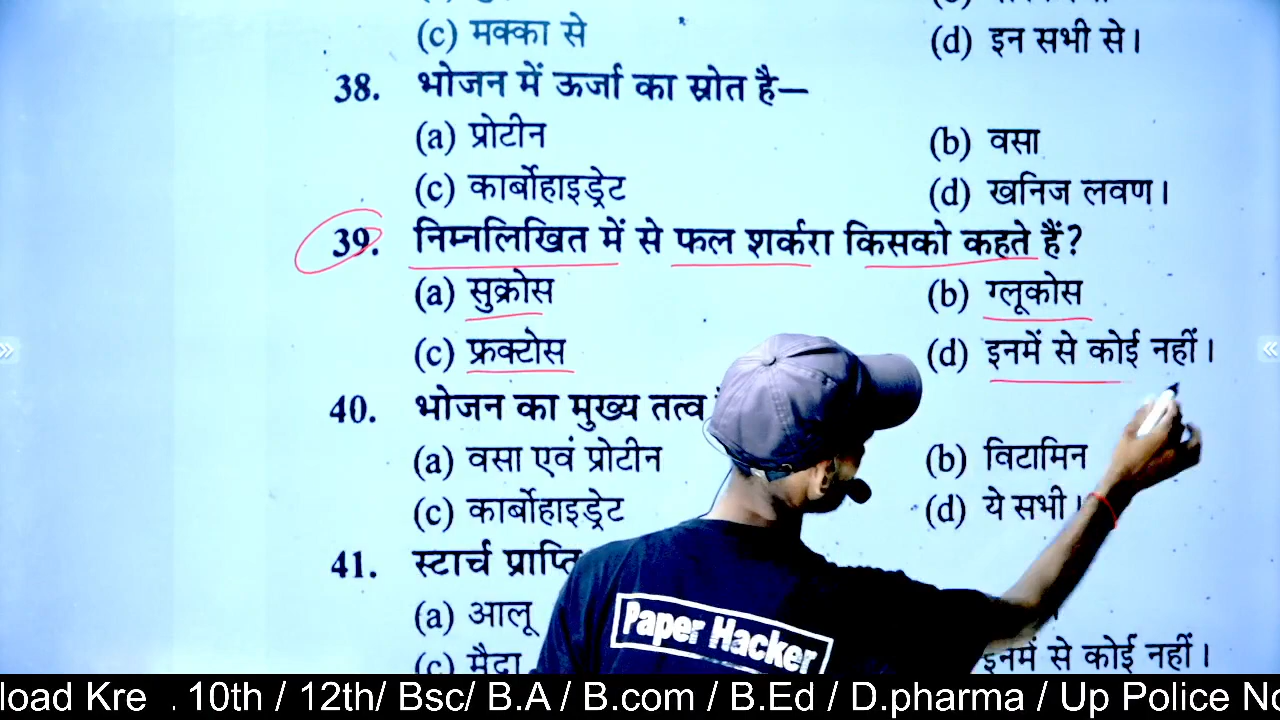 (c) मक्का से (d) इन सभी से।
38. भोजन में ऊर्जा का स्रोत है—
(a) प्रोटीन (b) वसा
(c) कार्बोहाइड्रेट (d) खनिज लवण।
39. निम्नलिखित में से फल शर्करा किसको कहते हैं?
(a) सुक्रोस (b) ग्लूकोस
(c) फ्रक्टोस (d) इनमें से कोई नहीं।
40. भोजन का मुख्य तत्व
(a) वसा एवं प्रोटीन (b) विटामिन
(c) कार्बोहाइड्रेट (d) ये सभी।
41. स्टार्च प्राप्ति
(a) आलू
(c) मैदा इनमें से कोई नहीं।
Paper Hacker
load Kre . 10th / 12th/ Bsc/ B.A / B.com / B.Ed / D.pharma / Up Police